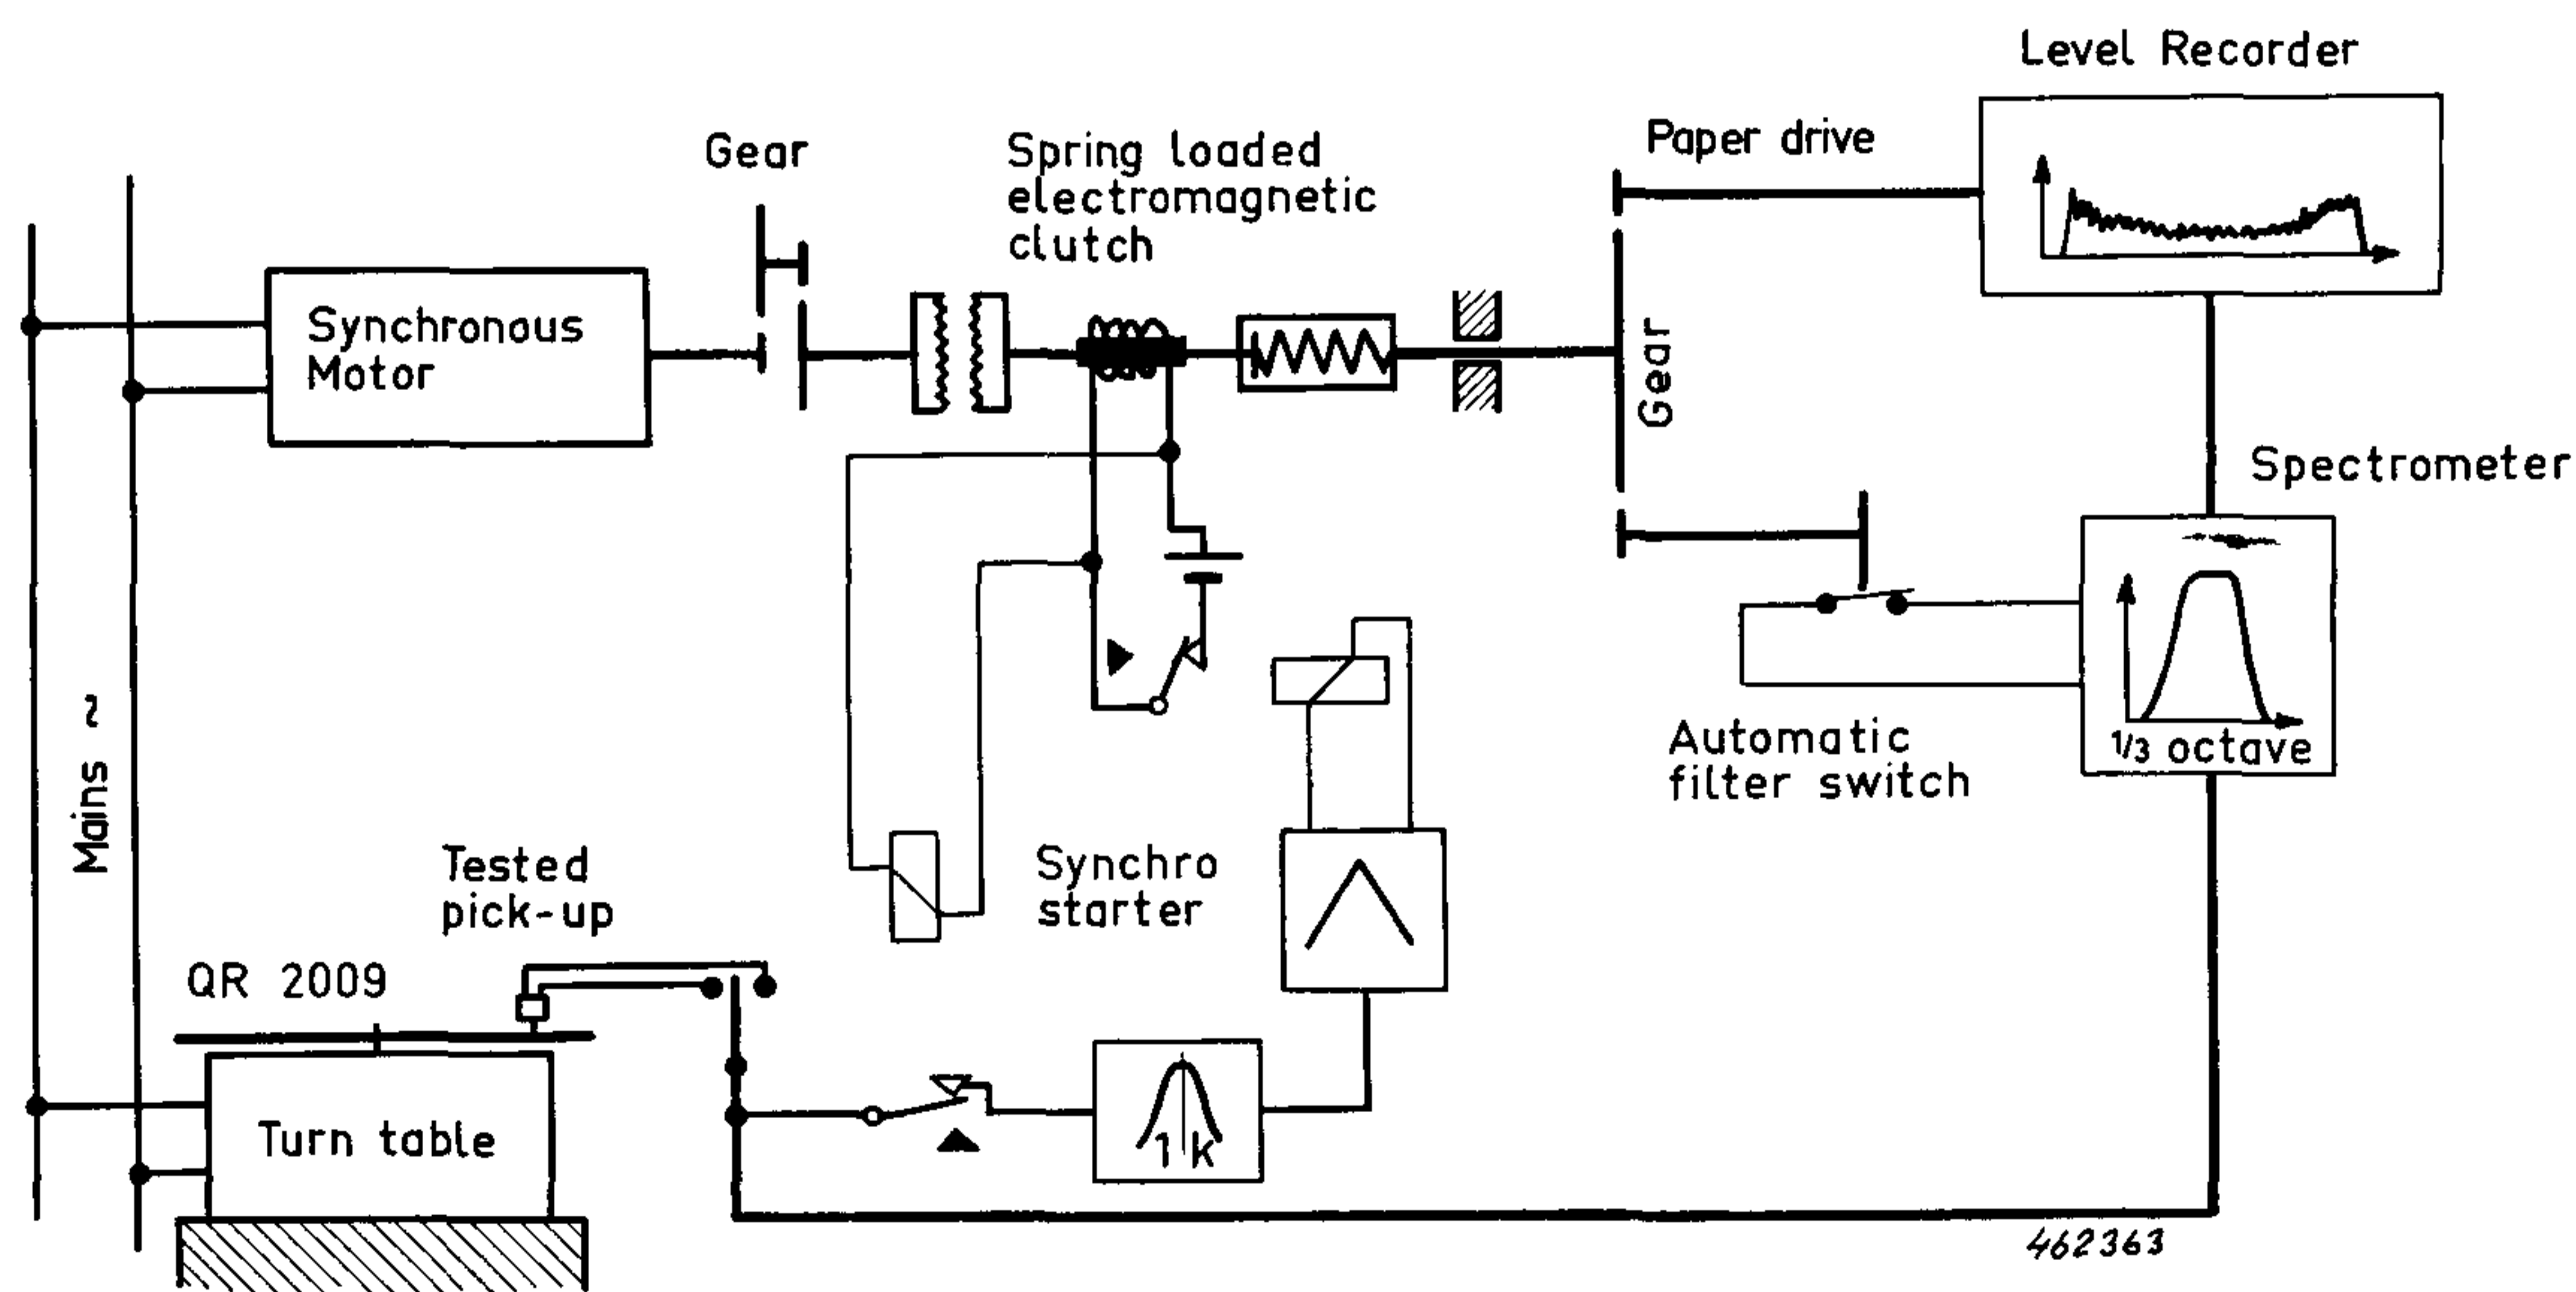 Level Recorder
Gear
Spring loaded
electromagnetic
clutch
Paper drive
Synchronaus
Motor
Gear
Spectrometer
Mains ~
1/3 octave
Automatic
filter switch
Tested
pick-up
Synchro
starter
QR 2009
Turn table
1 k
462363